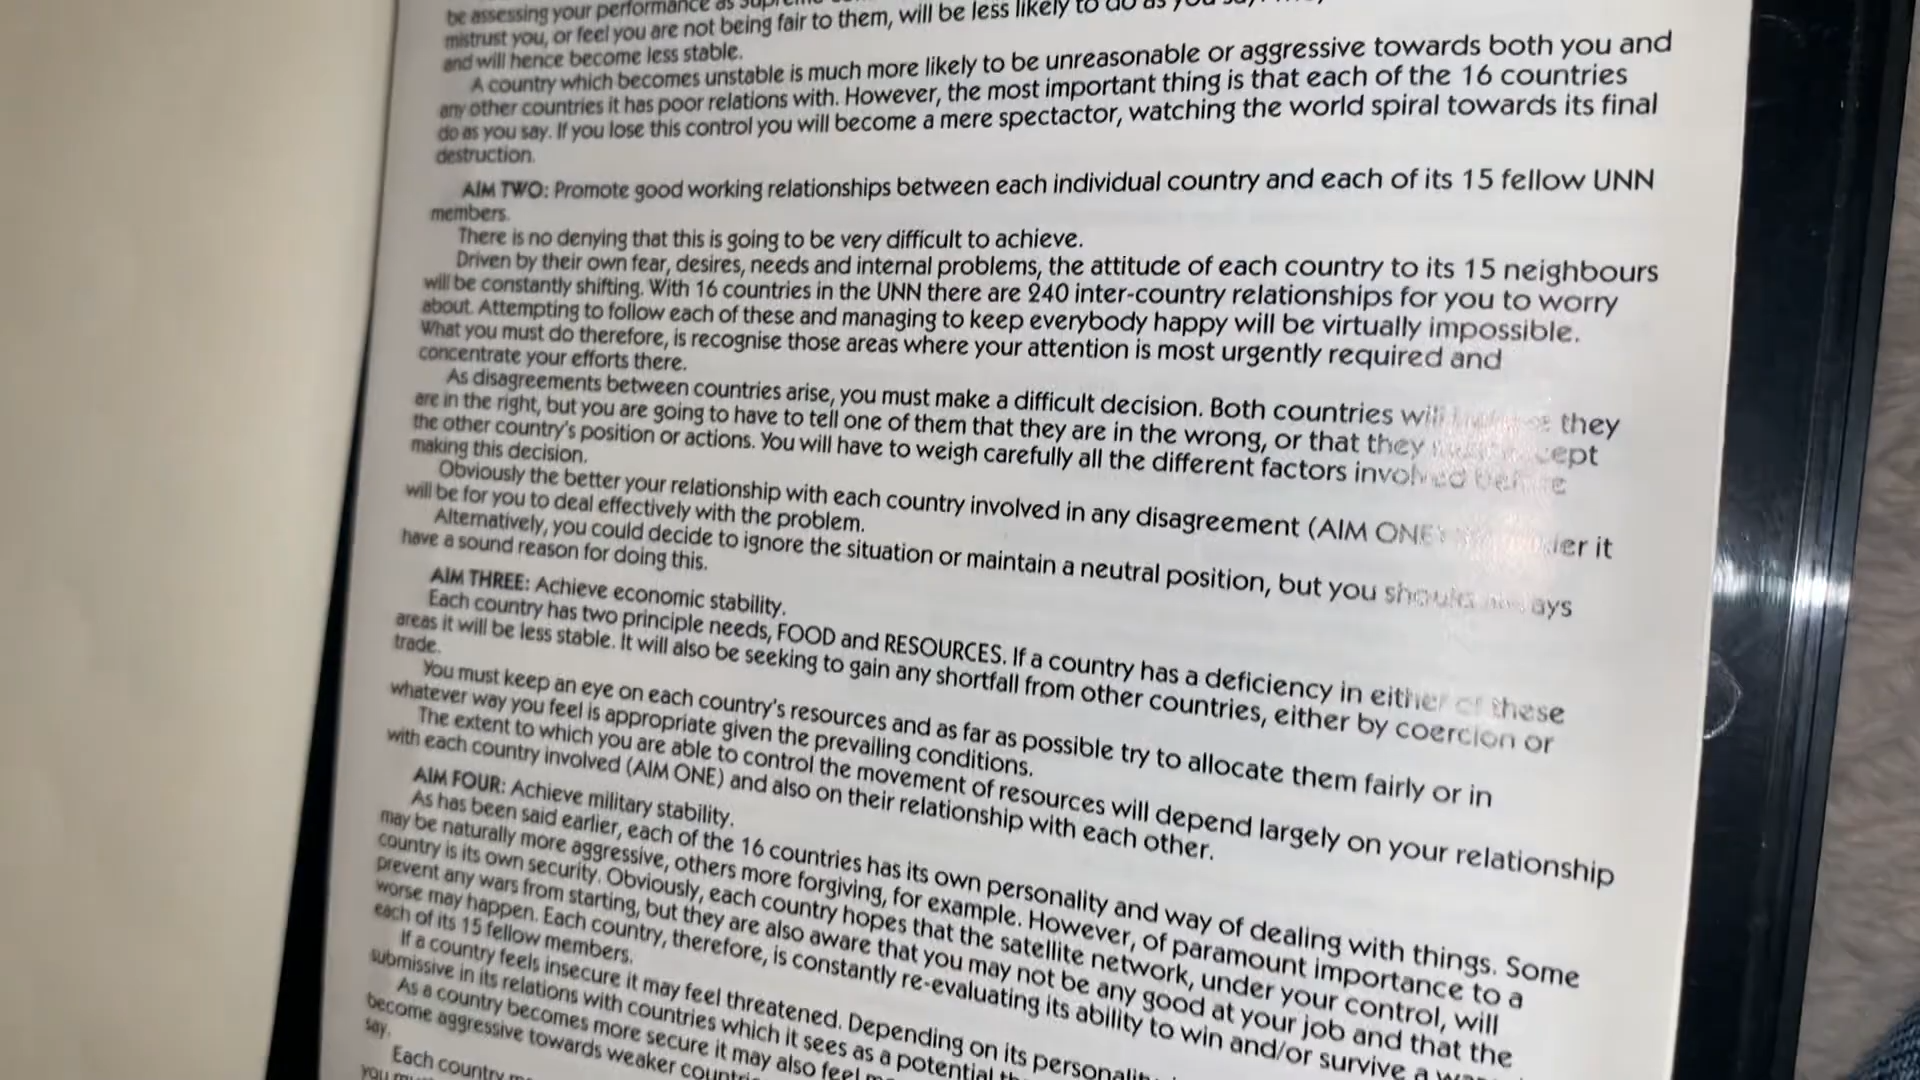 be assessing your performance as
mistrust you, or feel you are not being fair to them, will be less likely to do as you say.
and will hence become less stable.
A country which becomes unstable is much more likely to be unreasonable or aggressive towards both you and
any other countries it has poor relations with. However, the most important thing is that each of the 16 countries
do as you say. If you lose this control you will become a mere spectactor, watching the world spiral towards its final
destruction.
AIM TWO: Promote good working relationships between each individual country and each of its 15 fellow UNN
members.
There is no denying that this is going to be very difficult to achieve.
Driven by their own fear, desires, needs and internal problems, the attitude of each country to its 15 neighbours
will be constantly shifting. With 16 countries in the UNN there are 240 inter-country relationships for you to worry
about. Attempting to follow each of these and managing to keep everybody happy will be virtually impossible.
What you must do therefore, is recognise those areas where your attention is most urgently required and
concentrate your efforts there.
As disagreements between countries arise, you must make a difficult decision. Both countries will they
are in the right, but you are going to have to tell one of them that they are in the wrong, or that they
the other country's position or actions. You will have to weigh carefully all the different factors involved before
making this decision.
Obviously the better your relationship with each country involved in any disagreement (AIM ONE) it
will be for you to deal effectively with the problem.
Alternatively, you could decide to ignore the situation or maintain a neutral position, but you should always
have a sound reason for doing this.
AIM THREE: Achieve economic stability.
Each country has two principle needs, FOOD and RESOURCES. If a country has a deficiency in either of these
areas it will be less stable. It will also be seeking to gain any shortfall from other countries, either by coercion or
trade.
You must keep an eye on each country's resources and as far as possible try to allocate them fairly or in
whatever way you feel is appropriate given the prevailing conditions.
The extent to which you are able to control the movement of resources will depend largely on your relationship
with each country involved (AIM ONE) and also on their relationship with each other.
AIM FOUR: Achieve military stability.
As has been said earlier, each of the 16 countries has its own personality and way of dealing with things. Some
may be naturally more aggressive, others more forgiving, for example. However, of paramount importance to a
country is its own security. Obviously, each country hopes that the satellite network, under your control, will
prevent any wars from starting, but they are also aware that you may not be any good at your job and that the
worse may happen. Each country, therefore, is constantly re-evaluating its ability to win and/or survive a
each of its 15 fellow members.
If a country feels insecure it may feel threatened. Depending on its
submissive in its relations with countries which it sees as a potential
As a country becomes more secure it may also feel
become aggressive towards weaker
say.
Each country
you